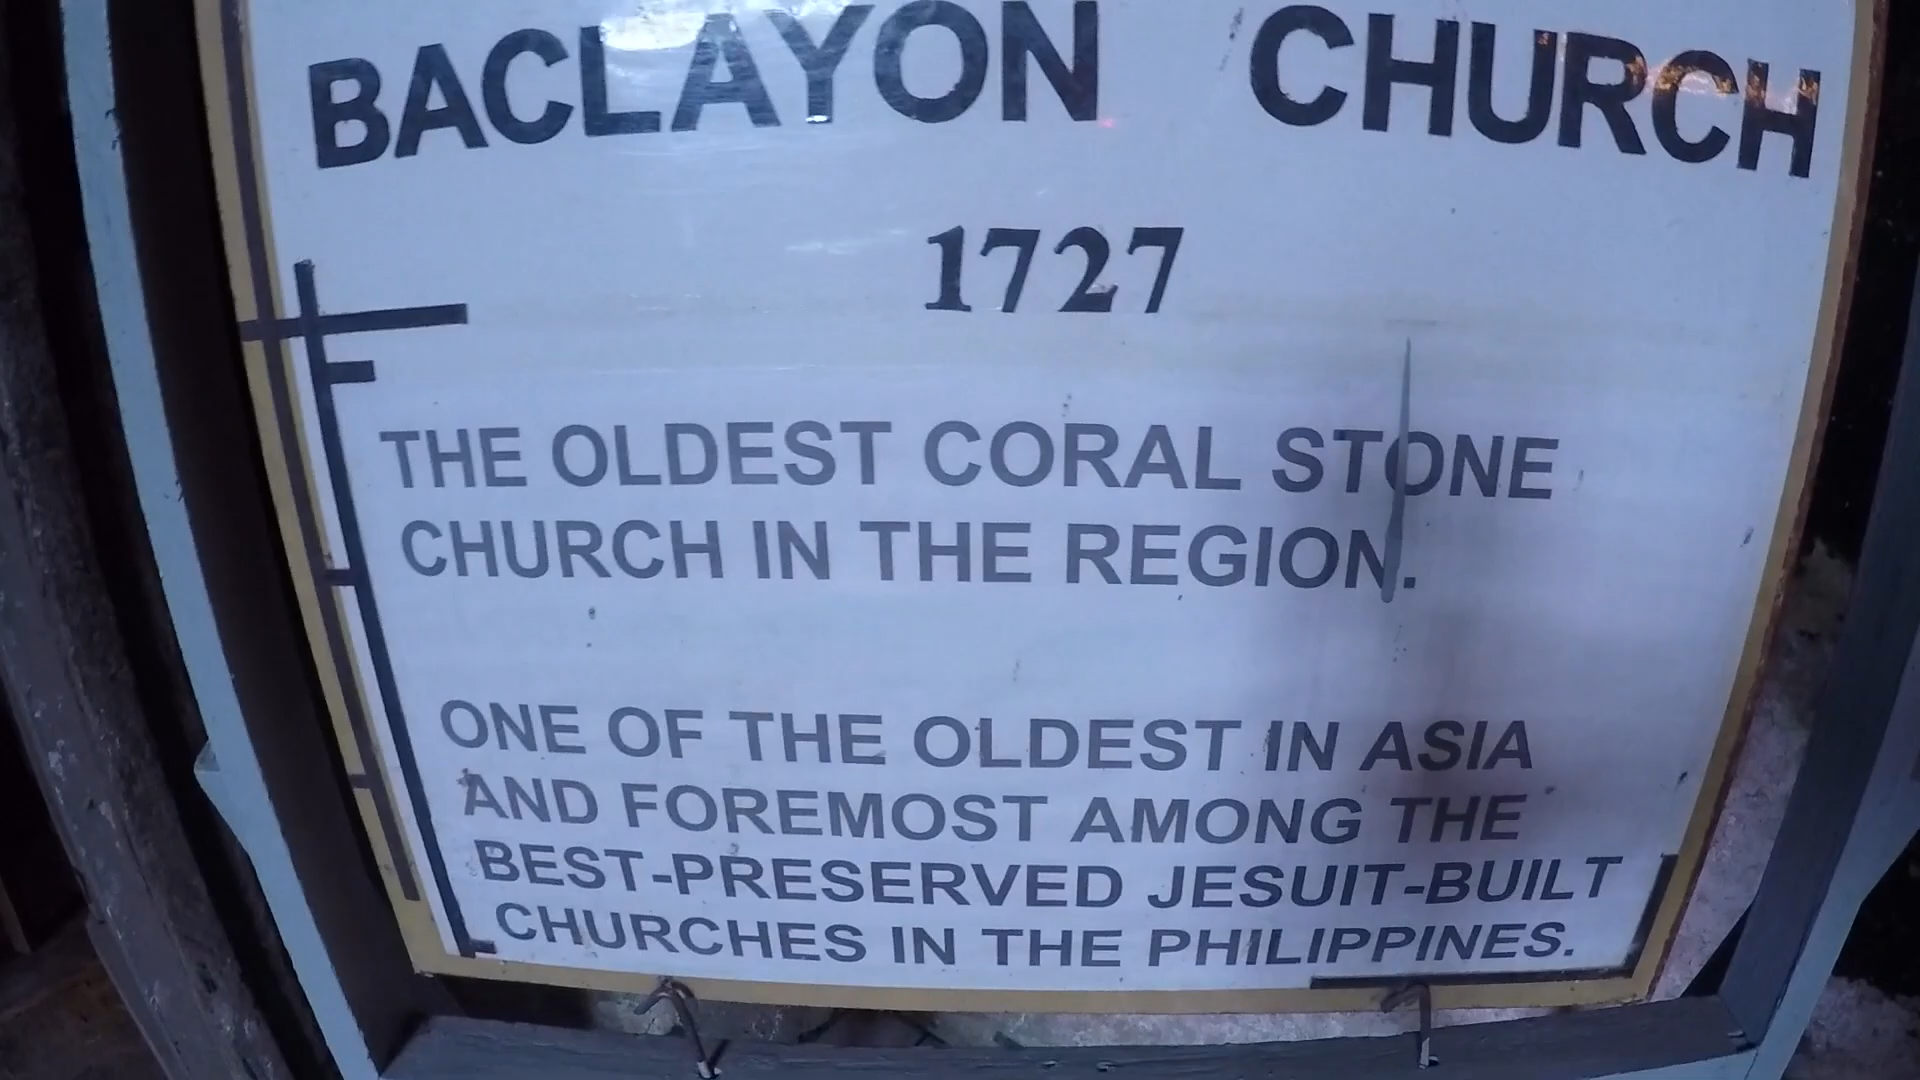 BACLAYON CHURCH
1727
THE OLDEST CORAL STONE
CHURCH IN THE REGION.
ONE OF THE OLDEST IN ASIA
AND FOREMOST AMONG THE
BEST-PRESERVED JESUIT-BUILT
CHURCHES IN THE PHILIPPINES.